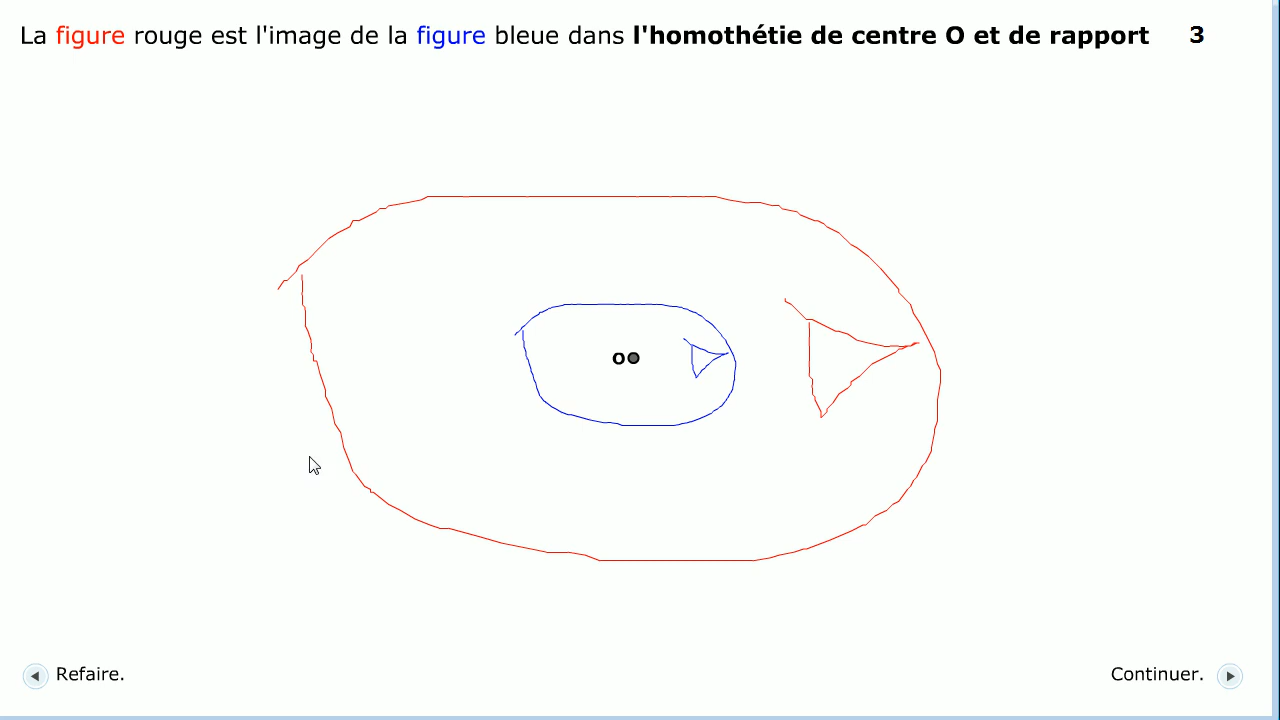 La figure rouge est l'image de la figure bleue dans l'homothétie de centre O et de rapport 3
O
Refaire.
Continuer.